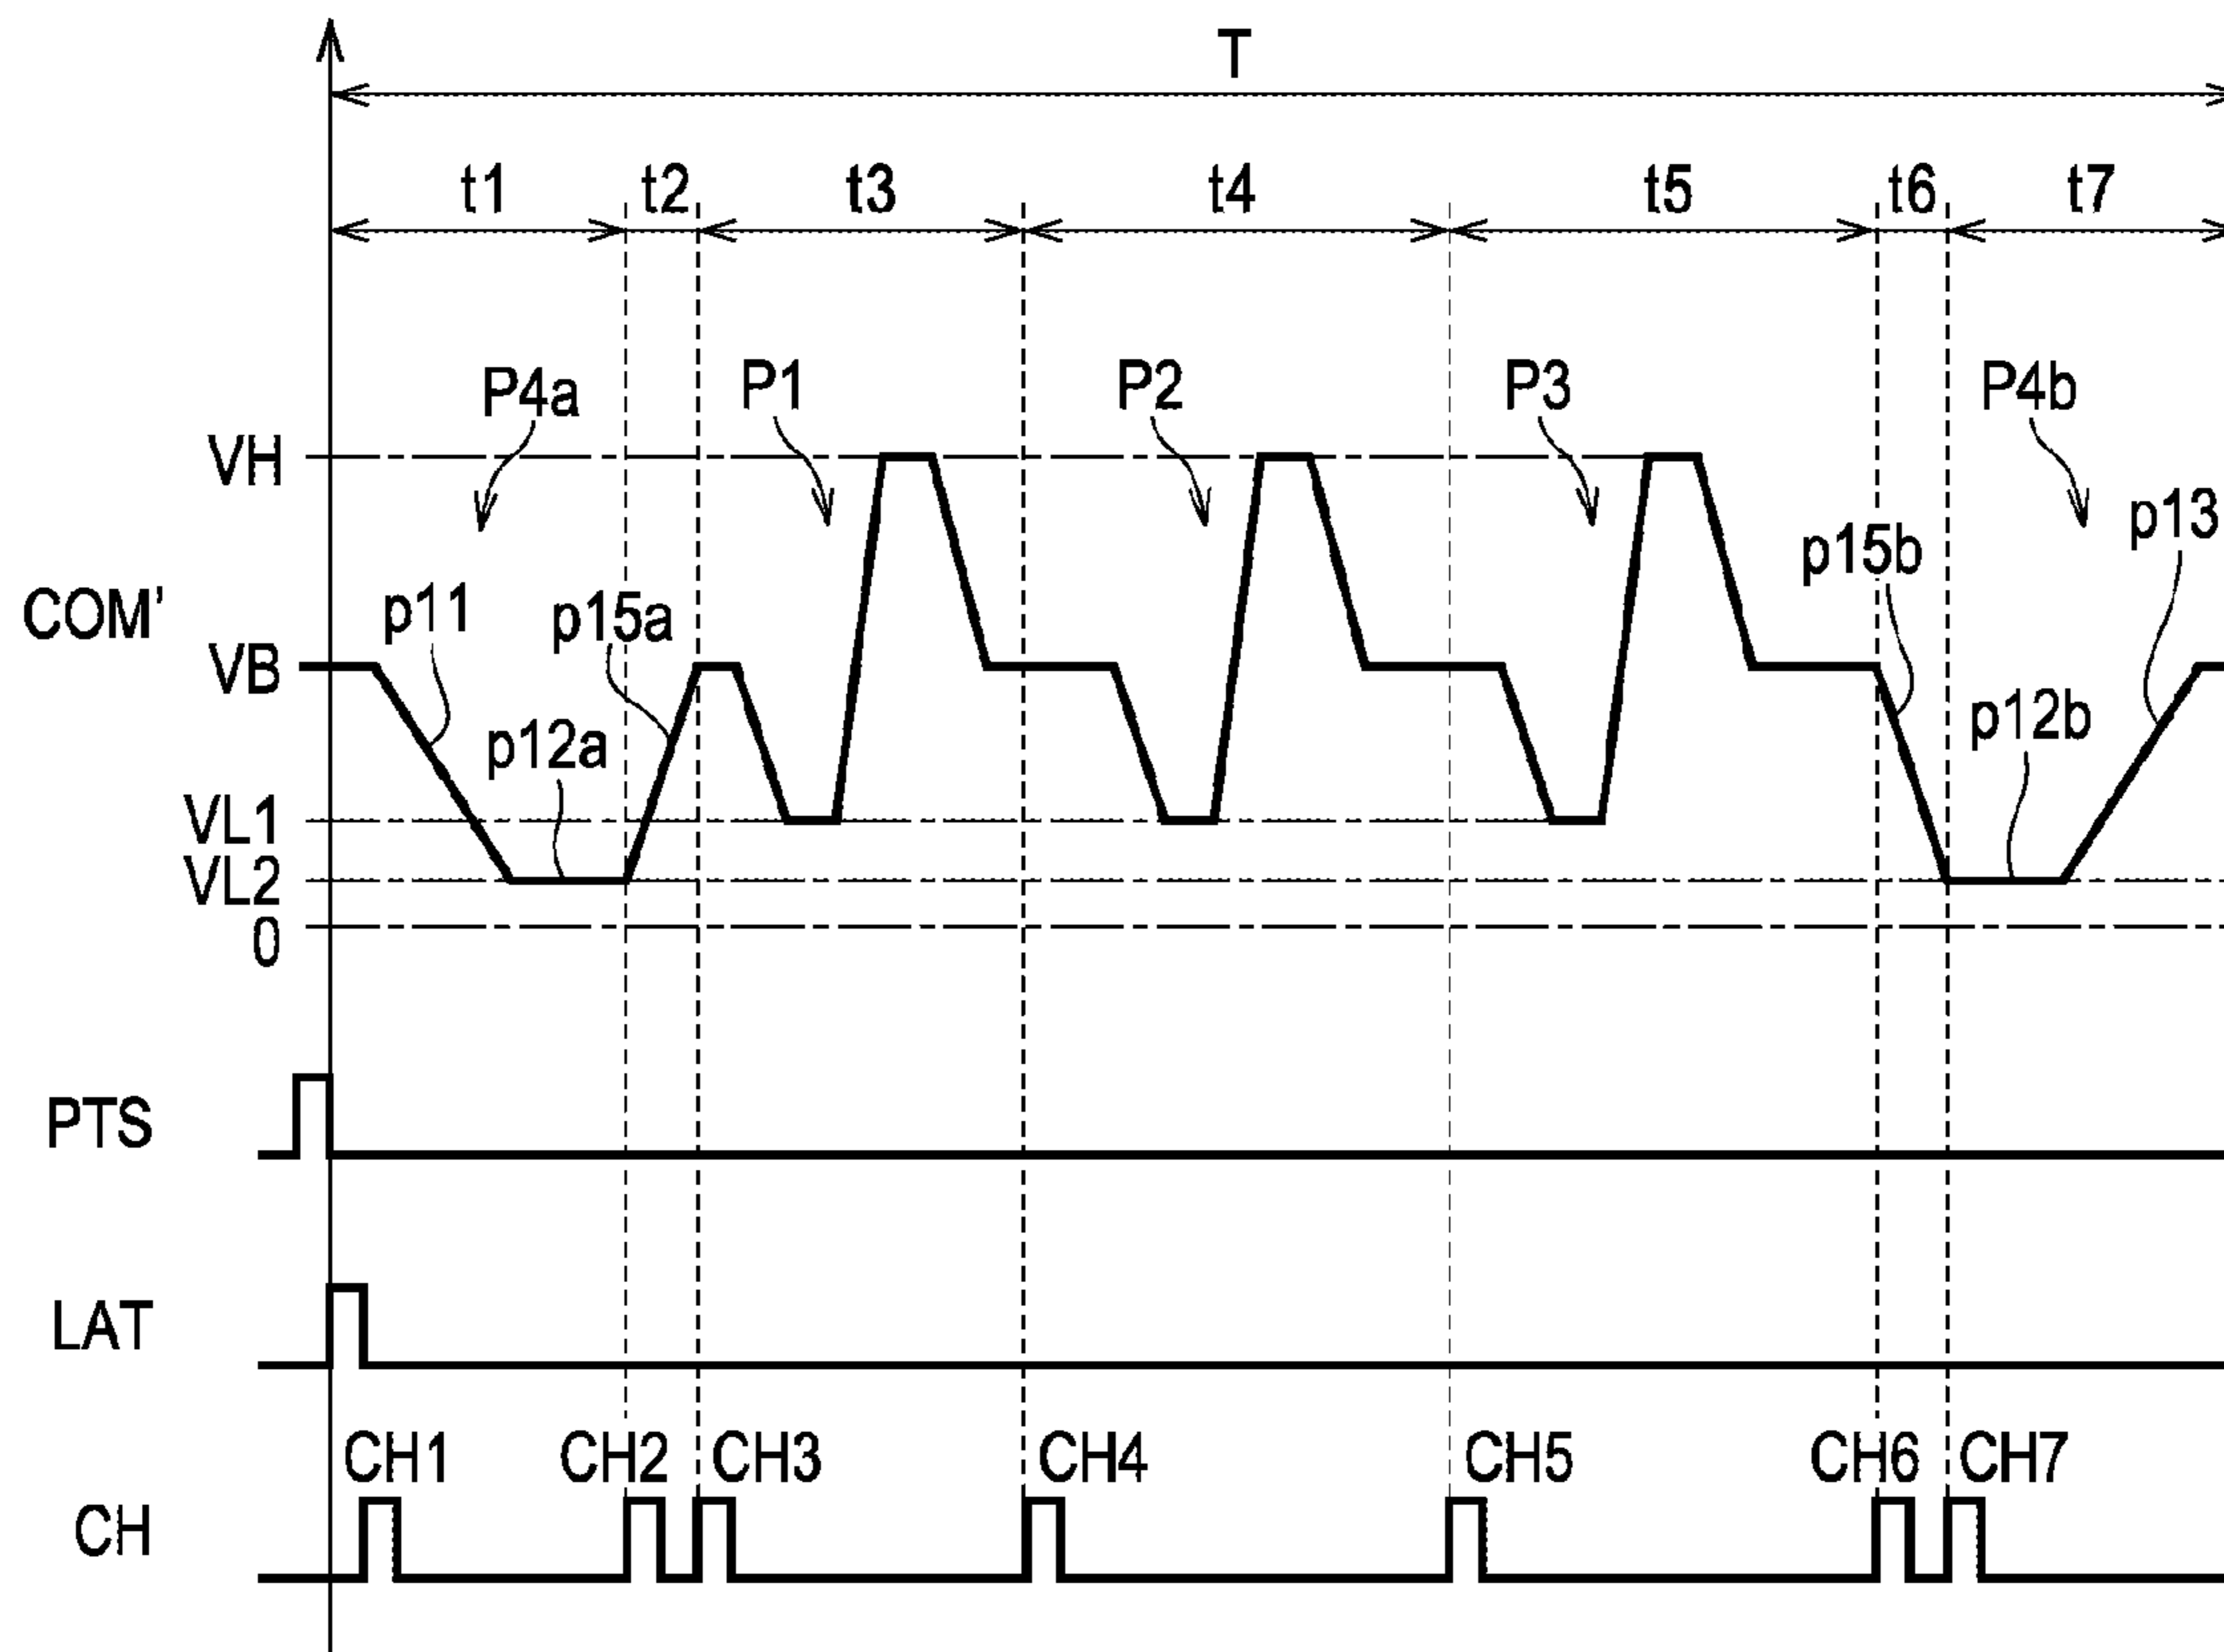 T
t1 t2 t3 t4 t5 t6 t7
P4a P1 P2 P3 P4b
VH
p13
p15b
COM' p11 p15a
VB
p12a p12b
VL1
VL2
0
PTS
LAT
CH1 CH2 CH3 CH4 CH5 CH6 CH7
CH